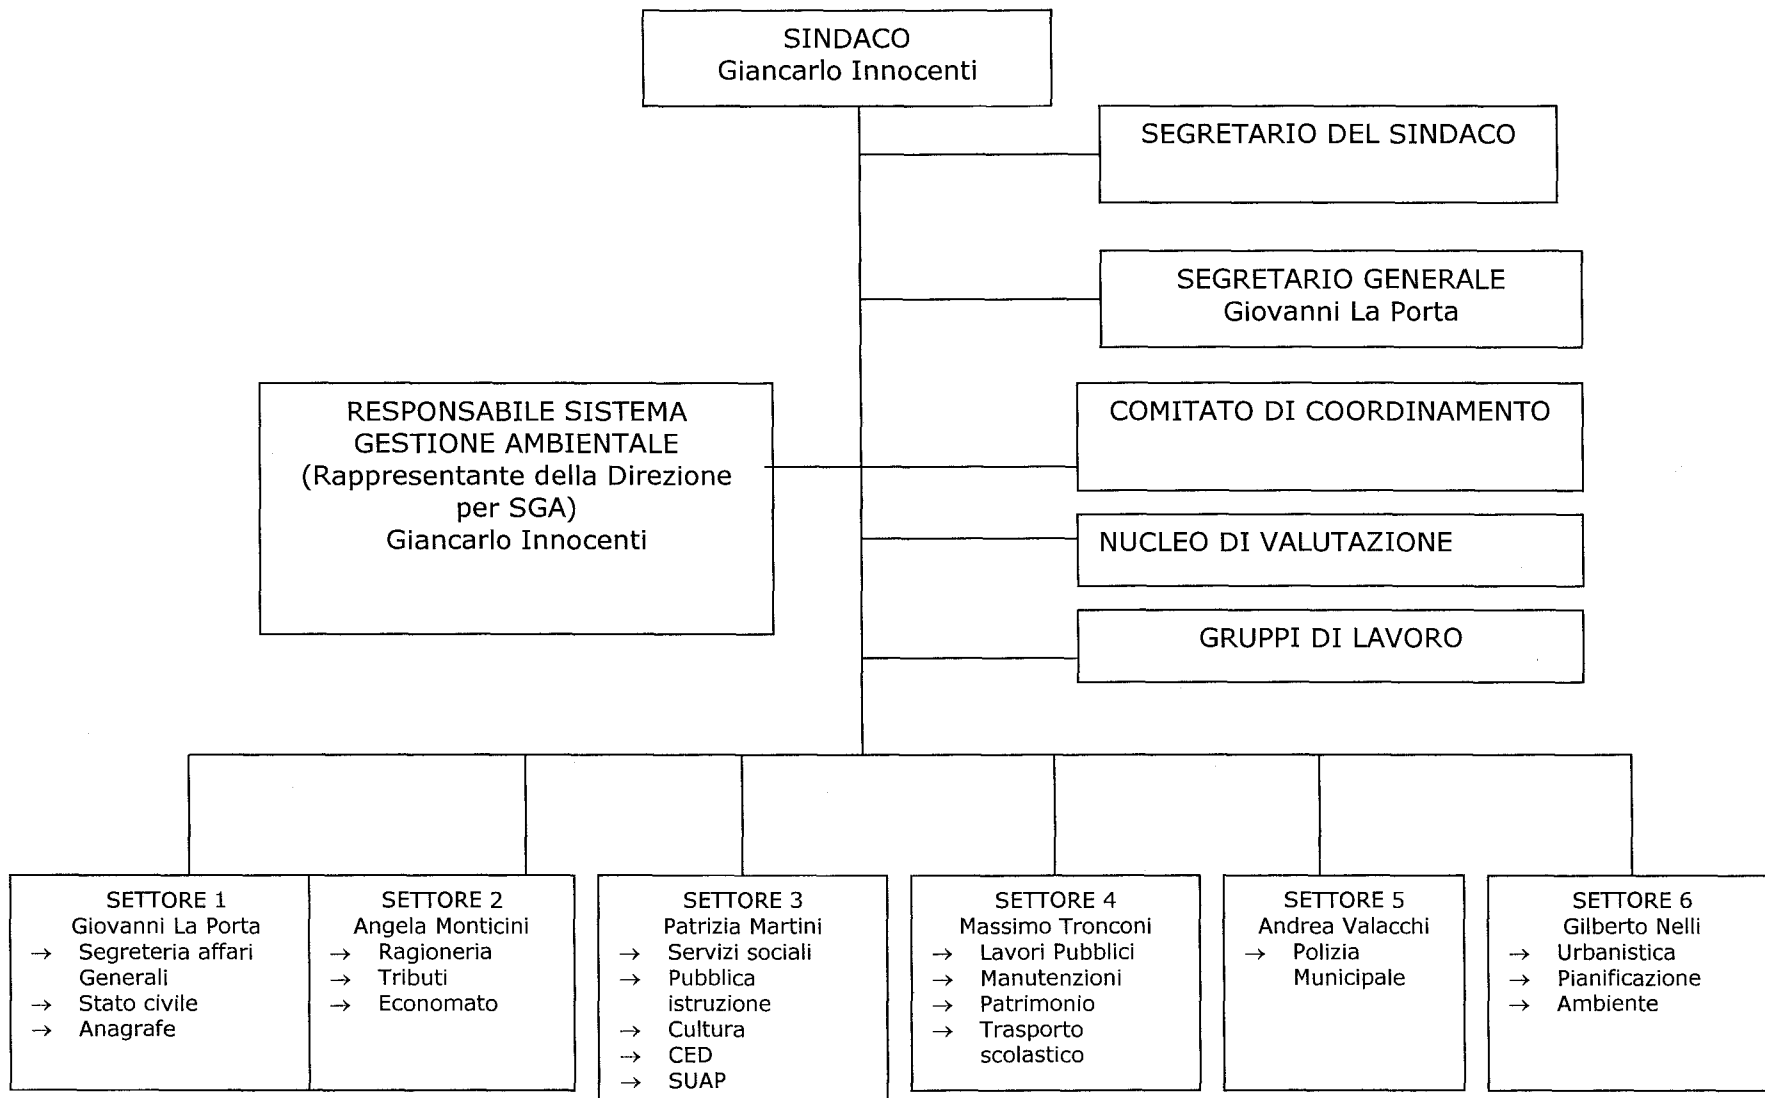 SINDACO
Giancarlo Innocenti
SEGRETARIO DEL SINDACO
SEGRETARIO GENERALE
Giovanni La Porta
RESPONSABILE SISTEMA
GESTIONE AMBIENTALE
(Rappresentante della Direzione
per SGA)
Giancarlo Innocenti
COMITATO DI COORDINAMENTO
NUCLEO DI VALUTAZIONE
GRUPPI DI LAVORO
SETTORE 1
Giovanni La Porta
→ Segreteria affari
Generali
→ Stato civile
→ Anagrafe
SETTORE 2
Angela Monticini
→ Ragioneria
→ Tributi
→ Economato
SETTORE 3
Patrizia Martini
→ Servizi sociali
→ Pubblica
istruzione
→ Cultura
→ CED
→ SUAP
SETTORE 4
Massimo Tronconi
→ Lavori Pubblici
→ Manutenzioni
→ Patrimonio
→ Trasporto
scolastico
SETTORE 5
Andrea Valacchi
→ Polizia
Municipale
SETTORE 6
Gilberto Nelli
→ Urbanistica
→ Pianificazione
→ Ambiente